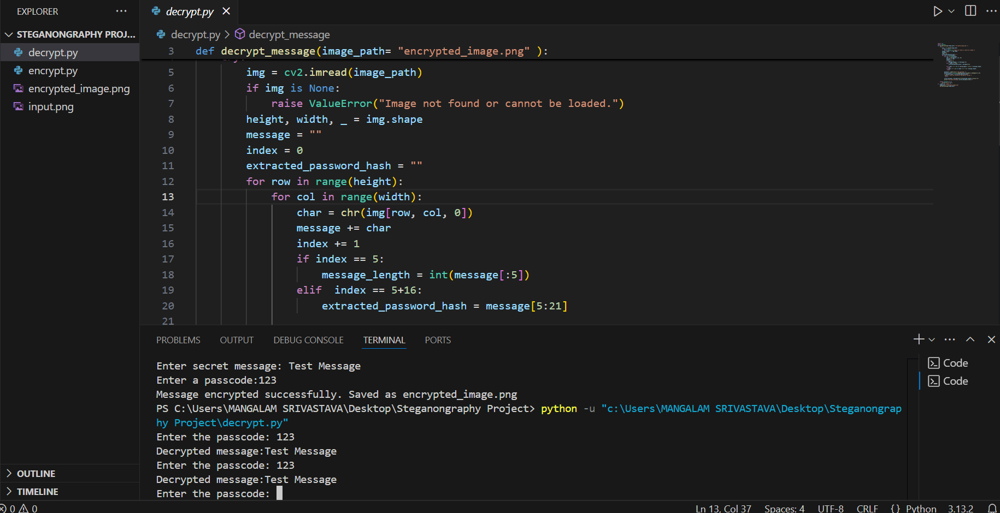 EXPLORER
decrypt.py
STEGANONGRAPHY PROJ...
decrypt.py
encrypt.py
encrypted_image.png
input.png
OUTLINE
TIMELINE
decrypt.py > decrypt_message
3 def decrypt_message(image_path= "encrypted_image.png" ):
5 img = cv2.imread(image_path)
6 if img is None:
7 raise ValueError("Image not found or cannot be loaded.")
8 height, width, _ = img.shape
9 message = ""
10 index = 0
11 extracted_password_hash = ""
12 for row in range(height):
13 for col in range(width):
14 char = chr(img[row, col, 0])
15 message += char
16 index += 1
17 if index == 5:
18 message_length = int(message[:5])
19 elif  index == 5+16:
20 extracted_password_hash = message[5:21]
21
PROBLEMS OUTPUT DEBUG CONSOLE TERMINAL PORTS
Code
Code
Enter secret message: Test Message
Enter a passcode:123
Message encrypted successfully. Saved as encrypted_image.png
PS C:\Users\MANGALAM SRIVASTAVA\Desktop\Steganongraphy Project> python -u "c:\Users\MANGALAM SRIVASTAVA\Desktop\Steganongrap
hy Project\decrypt.py"
Enter the passcode: 123
Decrypted message:Test Message
Enter the passcode: 123
Decrypted message:Test Message
Enter the passcode:
0 0 Ln 13, Col 37 Spaces: 4 UTF-8 CRLF {} Python 3.13.2